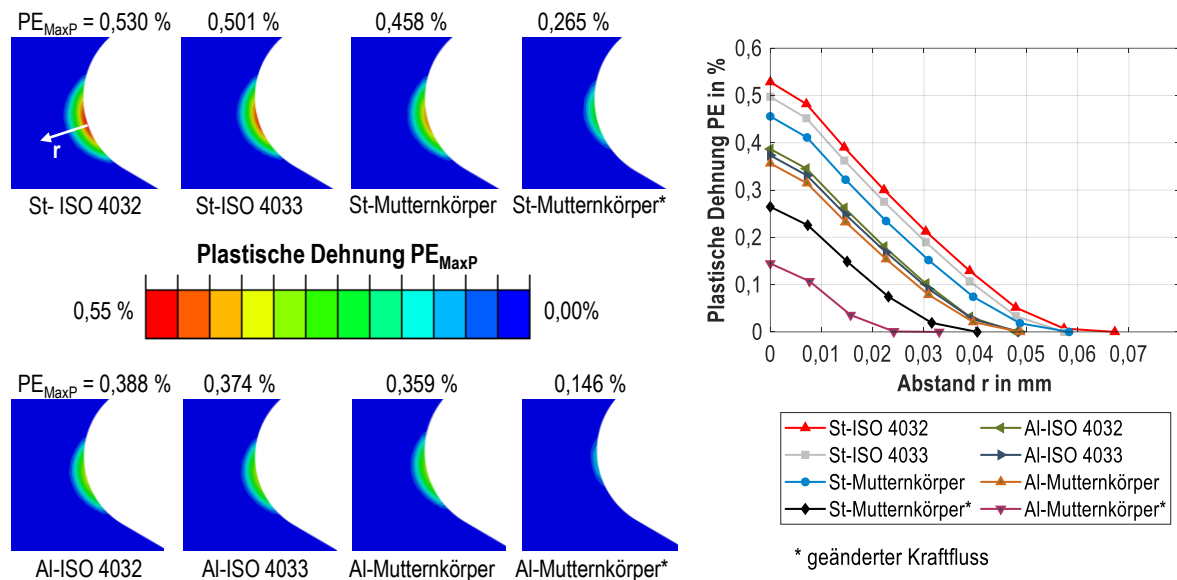 PE_MaxP = 0,530 % 0,501 % 0,458 % 0,265 %
r
St- ISO 4032 St-ISO 4033 St-Mutternkörper St-Mutternkörper*
Plastische Dehnung PE_MaxP
0,55 % 0,00%
PE_MaxP = 0,388 % 0,374 % 0,359 % 0,146 %
Al-ISO 4032 Al-ISO 4033 Al-Mutternkörper Al-Mutternkörper*
Plastische Dehnung PE in %
0,6
0,5
0,4
0,3
0,2
0,1
0
0 0,01 0,02 0,03 0,04 0,05 0,06 0,07
Abstand r in mm
St-ISO 4032 Al-ISO 4032
St-ISO 4033 Al-ISO 4033
St-Mutternkörper Al-Mutternkörper
St-Mutternkörper* Al-Mutternkörper*
* geänderter Kraftfluss